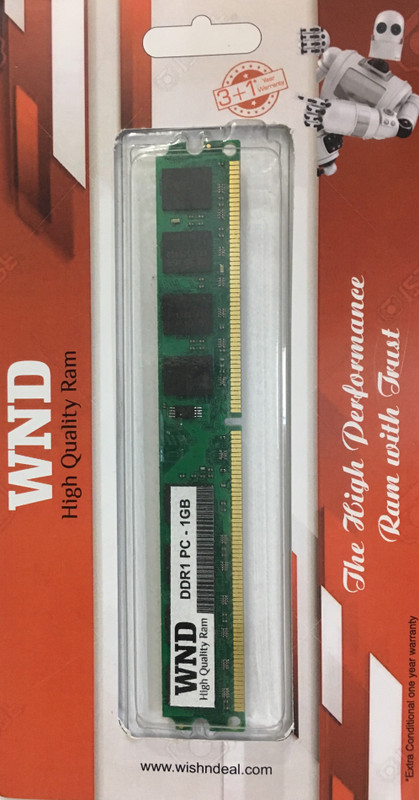 3+1* Year
Warranty
WND
High Quality Ram
WND
High Quality Ram
DDR1 PC - 1GB
The High Performance
Ram with Trust
*Extra Conditional one year warranty
www.wishndeal.com